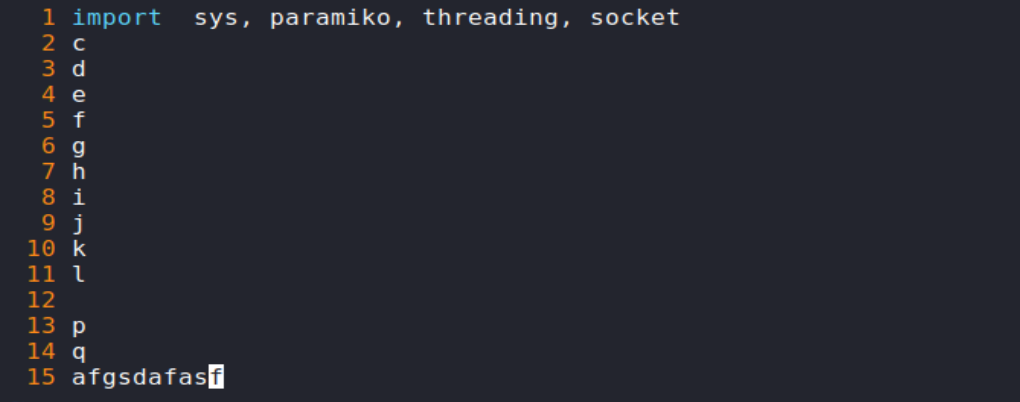 1 import  sys, paramiko, threading, socket
2 c
3 d
4 e
5 f
6 g
7 h
8 i
9 j
10 k
11 l
12
13 p
14 q
15 afgsdafasf